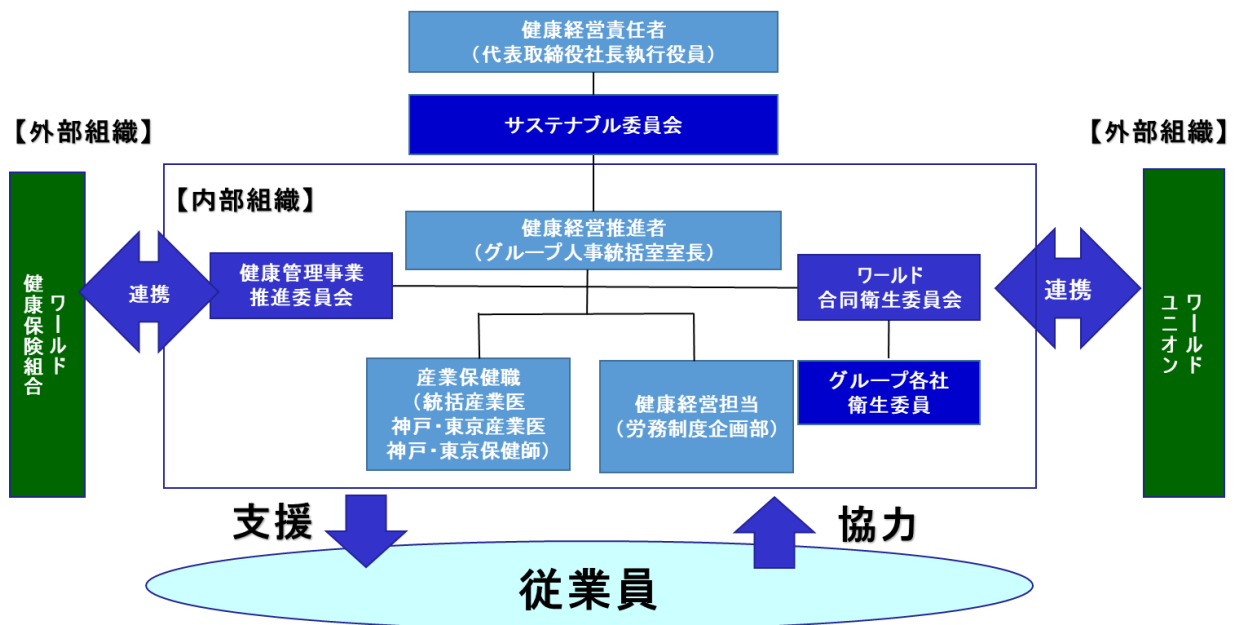 健康経営責任者
（代表取締役社長執行役員）
サステナブル委員会
【外部組織】
【外部組織】
【内部組織】
健康経営推進者
（グループ人事統括室室長）
ワールド
健康保険組合
連携
健康管理事業
推進委員会
ワールド
合同衛生委員会
連携
ワールド
ユニオン
産業保健職
（統括産業医
神戸・東京産業医
神戸・東京保健師）
健康経営担当
（労務制度企画部）
グループ各社
衛生委員
支援
協力
従業員